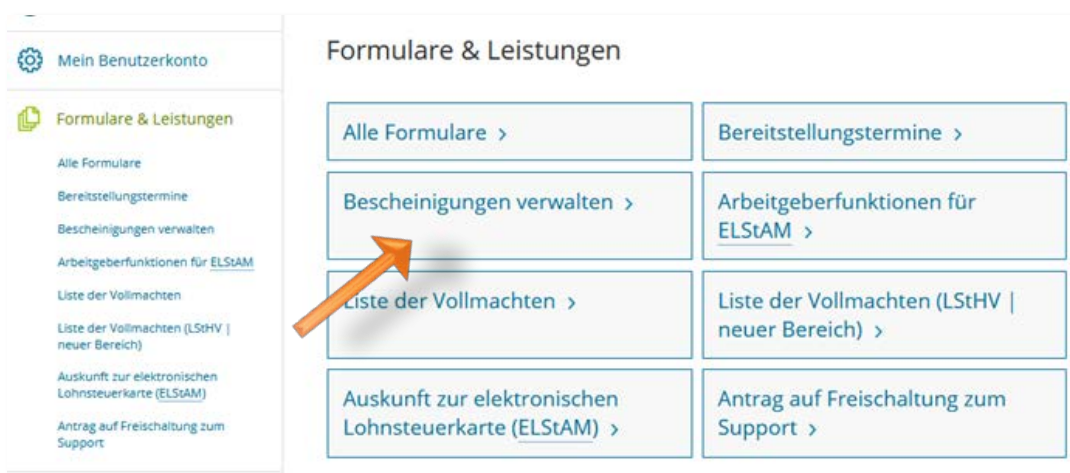 Mein Benutzerkonto
Formulare & Leistungen
Alle Formulare
Bereitstellungstermine
Bescheinigungen verwalten
Arbeitgeberfunktionen für ELStAM
Liste der Vollmachten
Liste der Vollmachten (LStHV |
neuer Bereich)
Auskunft zur elektronischen
Lohnsteuerkarte (ELStAM)
Antrag auf Freischaltung zum
Support
Formulare & Leistungen
Alle Formulare >
Bereitstellungstermine >
Bescheinigungen verwalten >
Arbeitgeberfunktionen für
ELStAM >
Liste der Vollmachten >
Liste der Vollmachten (LStHV |
neuer Bereich) >
Auskunft zur elektronischen
Lohnsteuerkarte (ELStAM) >
Antrag auf Freischaltung zum
Support >